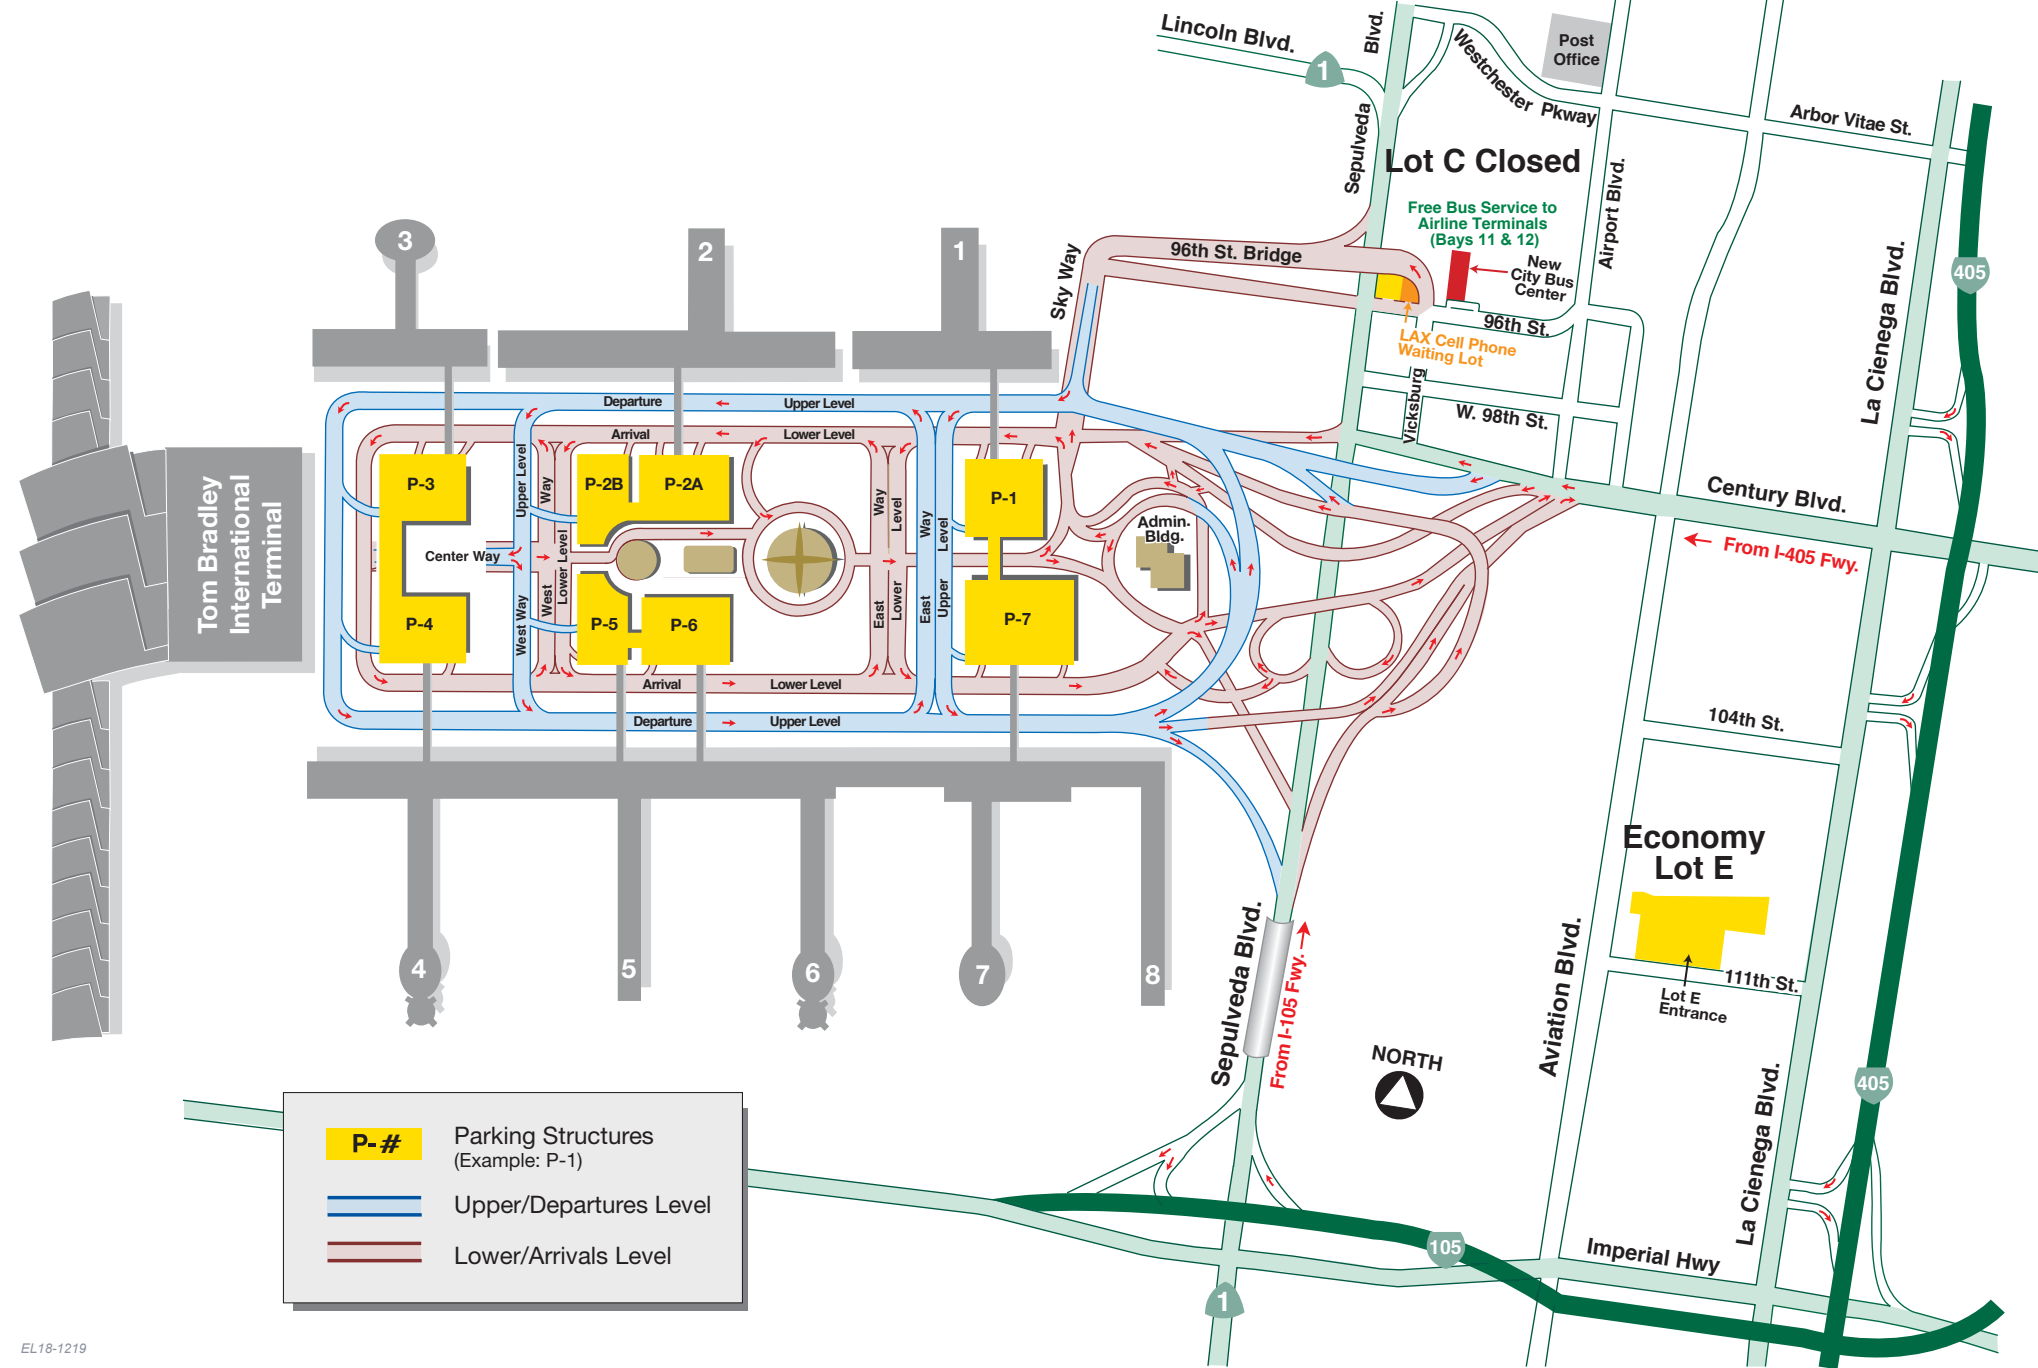 Lincoln Blvd.
1
Blvd.
Sepulveda
Westchester Pkway
Post
Office
Arbor Vitae St.
Lot C Closed
Free Bus Service to
Airline Terminals
(Bays 11 & 12)
New
City Bus
Center
Airport Blvd.
La Cienega Blvd.
405
Sky Way
96th St. Bridge
96th St.
LAX Cell Phone
Waiting Lot
Vicksburg
W. 98th St.
Century Blvd.
From I-405 Fwy.
3
2
1
Tom Bradley
International
Terminal
Departure
Upper Level
Arrival
Lower Level
P-3
P-2B
P-2A
P-1
Upper Level
Way
Way
Level
Way
Level
Center Way
Admin.
Bldg.
West Way
West
Lower Level
East
Lower
East
Upper
P-4
P-5
P-6
P-7
Arrival
Lower Level
Departure
Upper Level
104th St.
Economy
Lot E
111th St.
Lot E
Entrance
4
5
6
7
8
Sepulveda Blvd.
From I-105 Fwy.
Aviation Blvd.
NORTH
La Cienega Blvd.
405
105
Imperial Hwy
1
P-#
Parking Structures
(Example: P-1)
Upper/Departures Level
Lower/Arrivals Level
EL18-1219